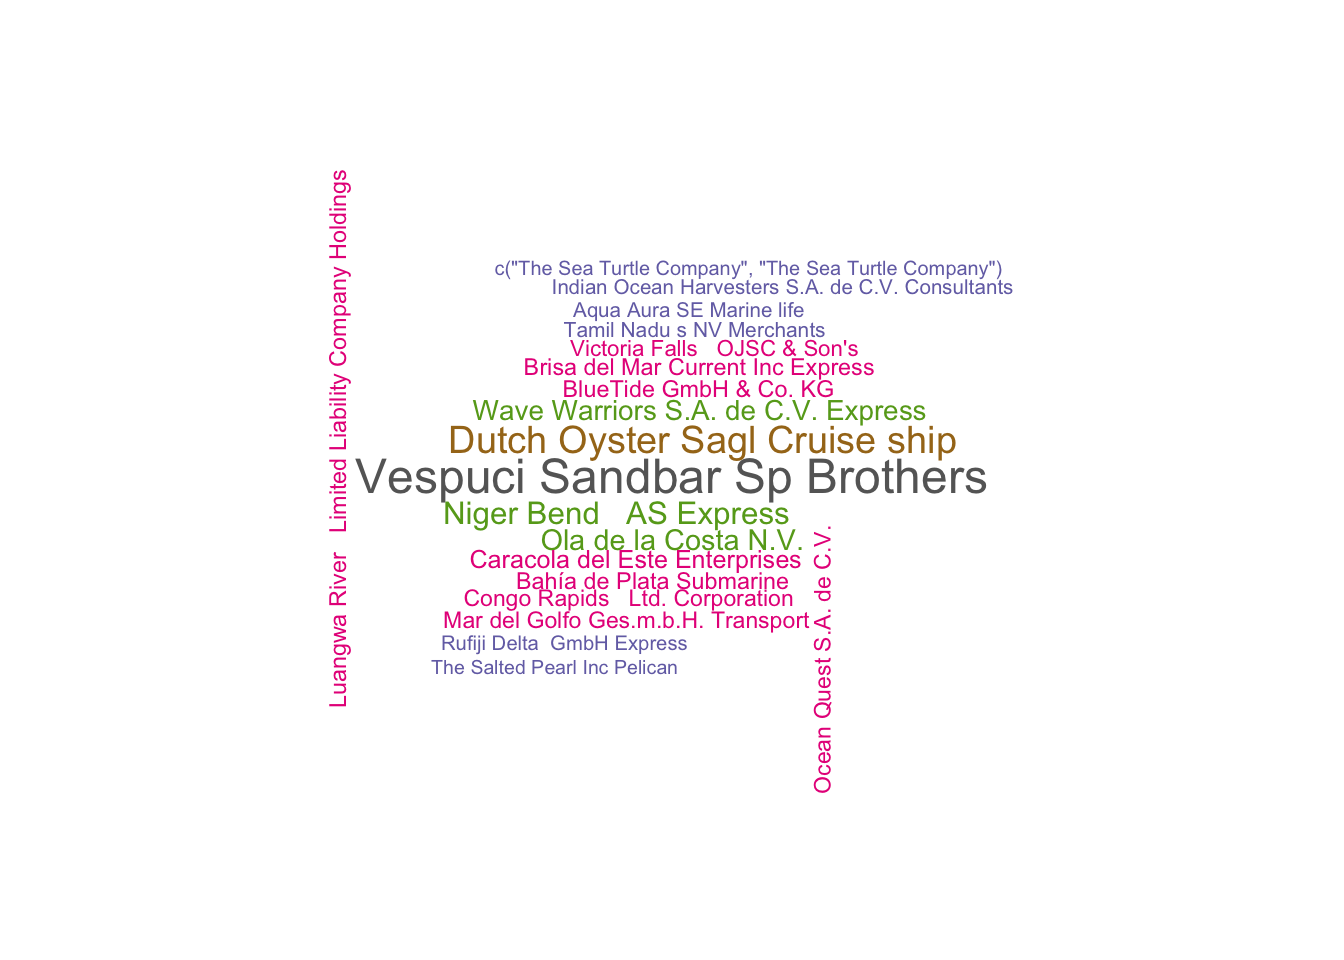 Luangwa River   Limited Liability Company Holdings
c("The Sea Turtle Company", "The Sea Turtle Company")
Indian Ocean Harvesters S.A. de C.V. Consultants
Aqua Aura SE Marine life
Tamil Nadu s NV Merchants
Victoria Falls   OJSC & Son's
Brisa del Mar Current Inc Express
BlueTide GmbH & Co. KG
Wave Warriors S.A. de C.V. Express
Dutch Oyster Sagl Cruise ship
Vespuci Sandbar Sp Brothers
Niger Bend   AS Express
Ola de la Costa N.V.
Caracola del Este Enterprises
Bahía de Plata Submarine
Congo Rapids   Ltd. Corporation
Mar del Golfo Ges.m.b.H. Transport
Rufiji Delta  GmbH Express
The Salted Pearl Inc Pelican
Ocean Quest S.A. de C.V.